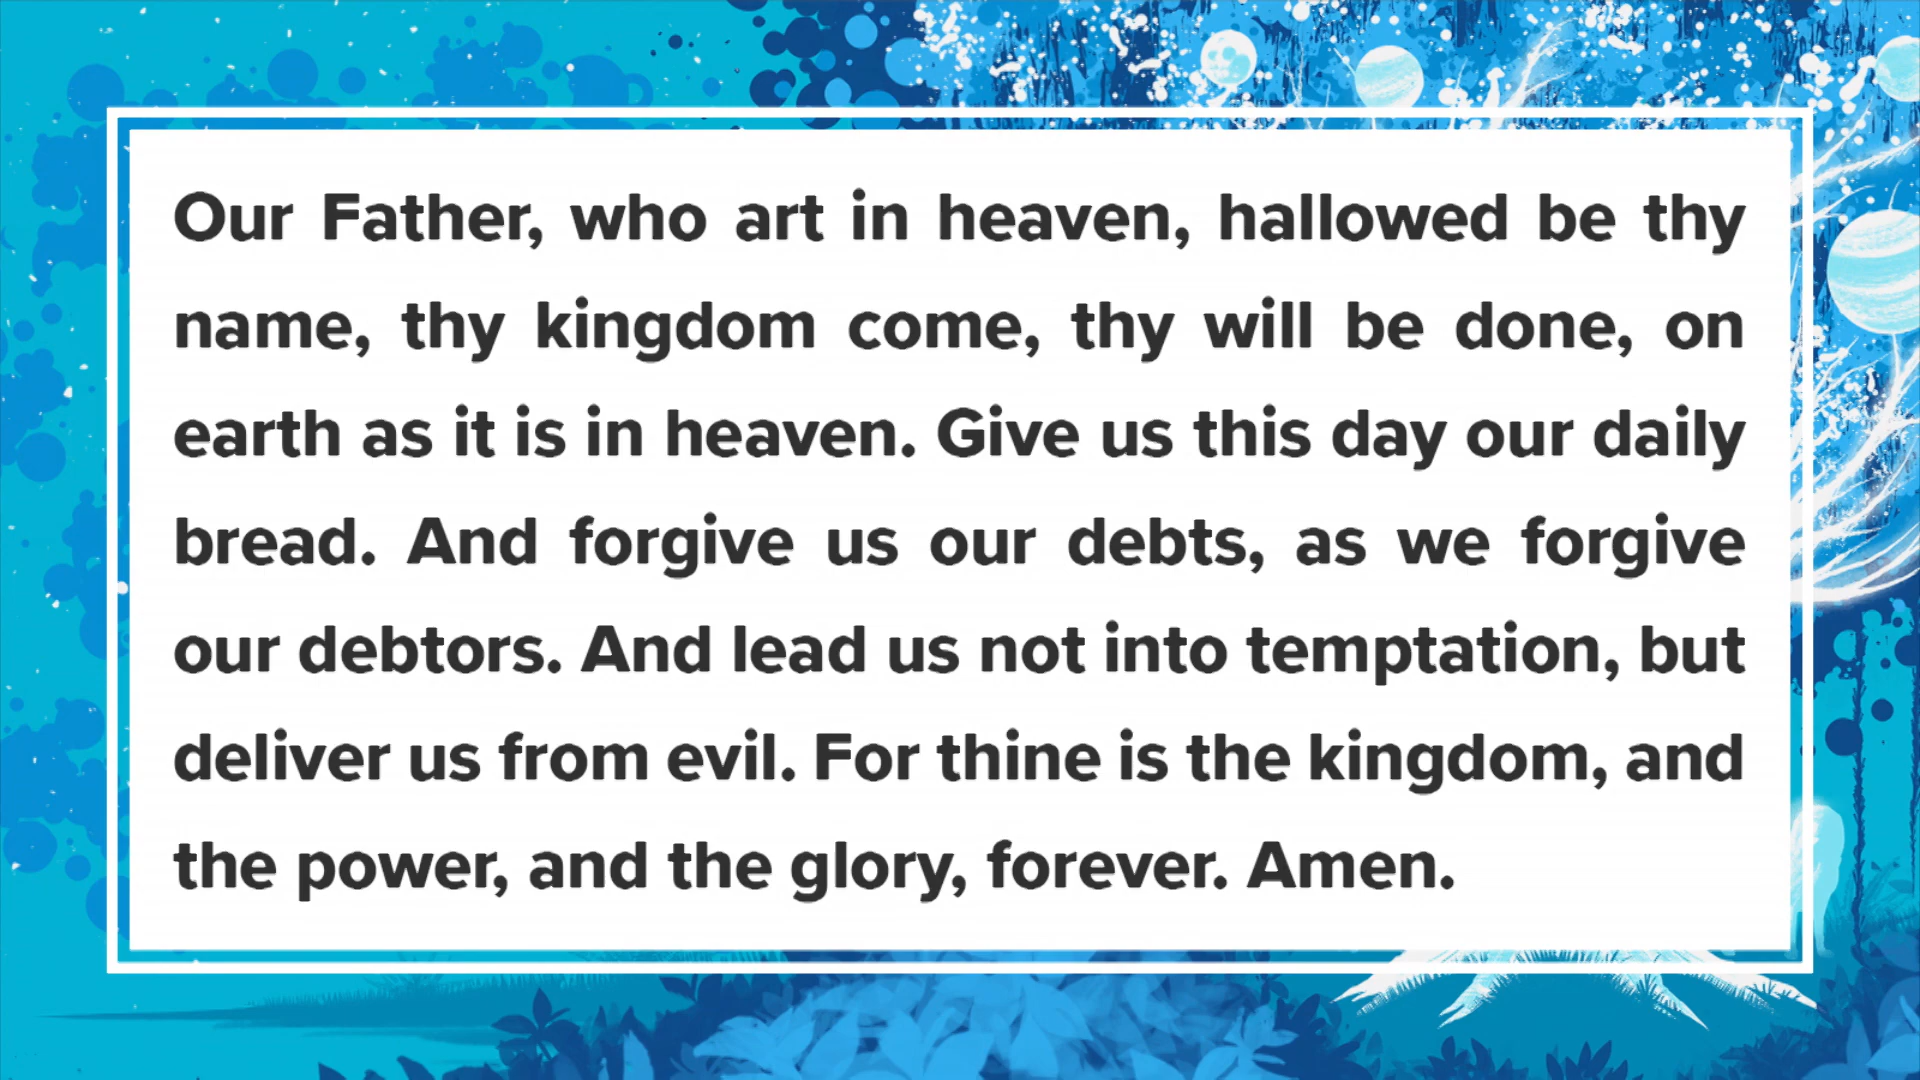 Our Father, who art in heaven, hallowed be thy
name, thy kingdom come, thy will be done, on
earth as it is in heaven. Give us this day our daily
bread. And forgive us our debts, as we forgive
our debtors. And lead us not into temptation, but
deliver us from evil. For thine is the kingdom, and
the power, and the glory, forever. Amen.